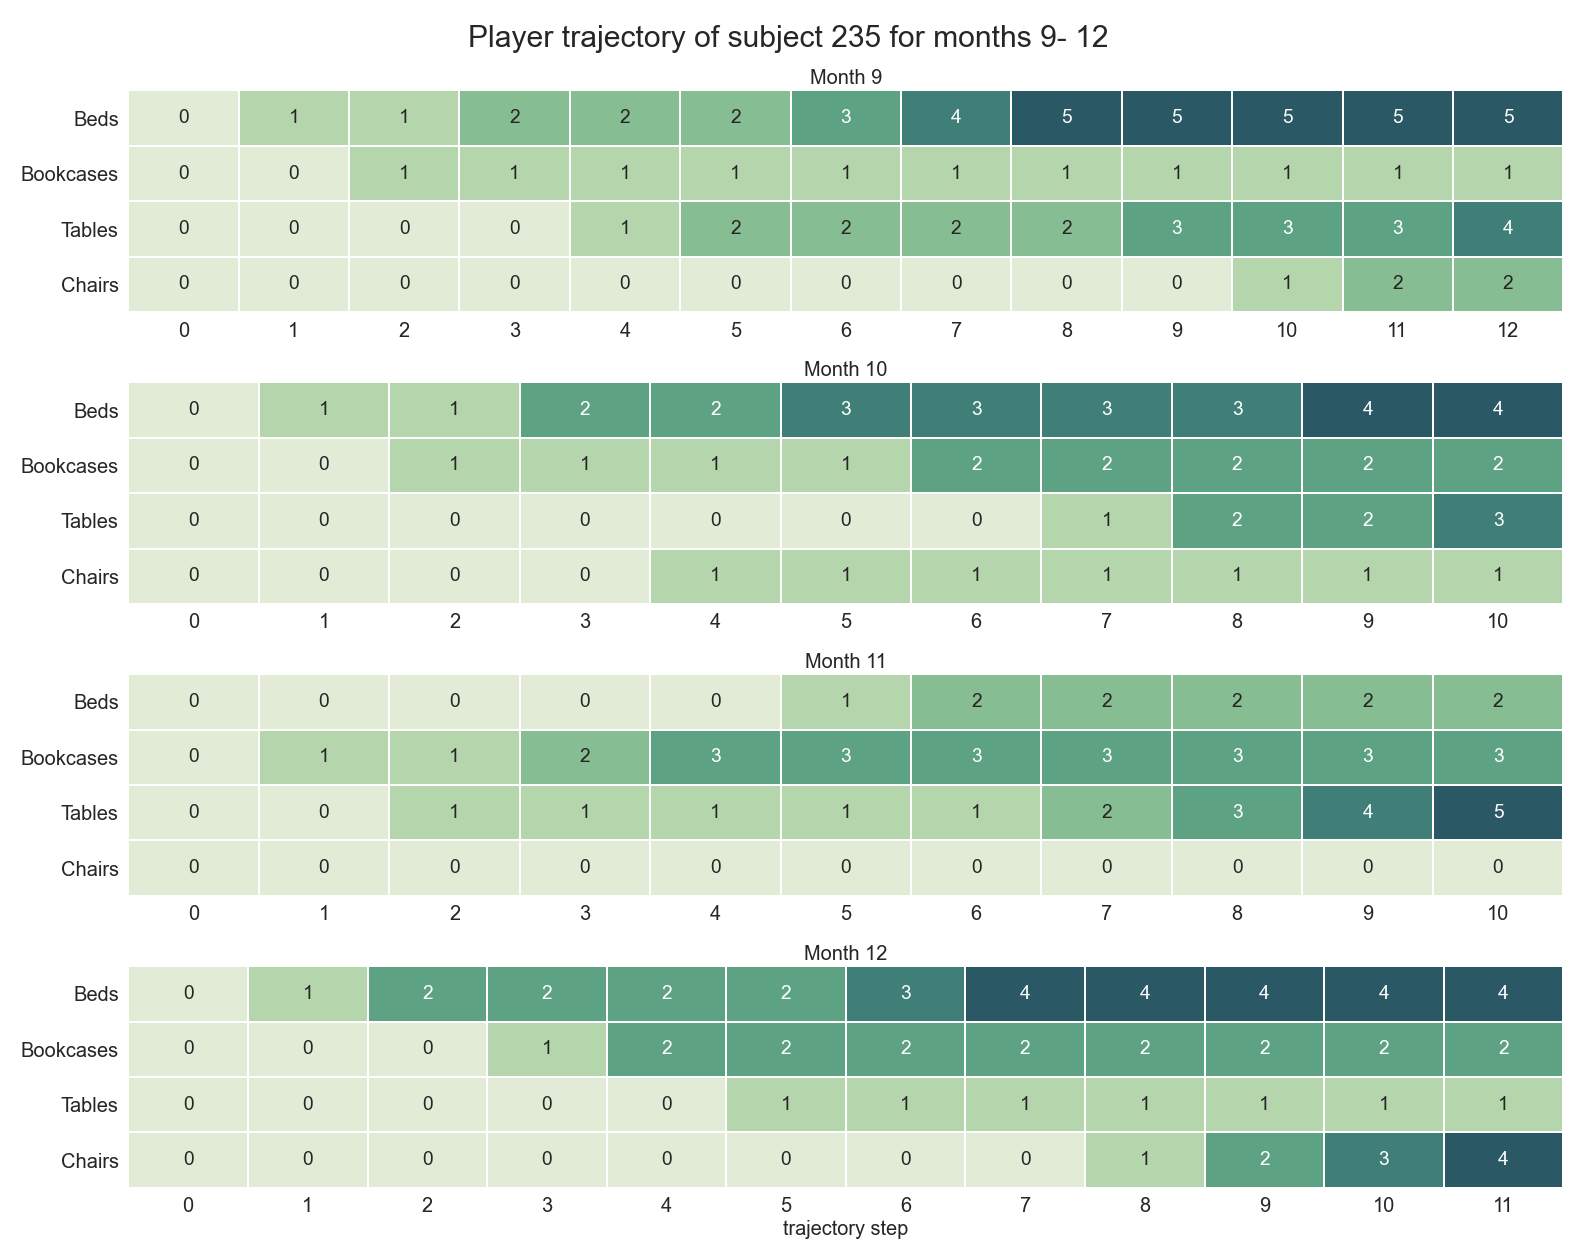 Player trajectory of subject 235 for months 9- 12
Month 9
Beds 0 1 1 2 2 2 3 4 5 5 5 5 5
Bookcases 0 0 1 1 1 1 1 1 1 1 1 1 1
Tables 0 0 0 0 1 2 2 2 2 3 3 3 4
Chairs 0 0 0 0 0 0 0 0 0 0 1 2 2
0 1 2 3 4 5 6 7 8 9 10 11 12
Month 10
Beds 0 1 1 2 2 3 3 3 3 4 4
Bookcases 0 0 1 1 1 1 2 2 2 2 2
Tables 0 0 0 0 0 0 0 1 2 2 3
Chairs 0 0 0 0 1 1 1 1 1 1 1
0 1 2 3 4 5 6 7 8 9 10
Month 11
Beds 0 0 0 0 0 1 2 2 2 2 2
Bookcases 0 1 1 2 3 3 3 3 3 3 3
Tables 0 0 1 1 1 1 1 2 3 4 5
Chairs 0 0 0 0 0 0 0 0 0 0 0
0 1 2 3 4 5 6 7 8 9 10
Month 12
Beds 0 1 2 2 2 2 3 4 4 4 4 4
Bookcases 0 0 0 1 2 2 2 2 2 2 2 2
Tables 0 0 0 0 0 1 1 1 1 1 1 1
Chairs 0 0 0 0 0 0 0 0 1 2 3 4
0 1 2 3 4 5 6 7 8 9 10 11
trajectory step